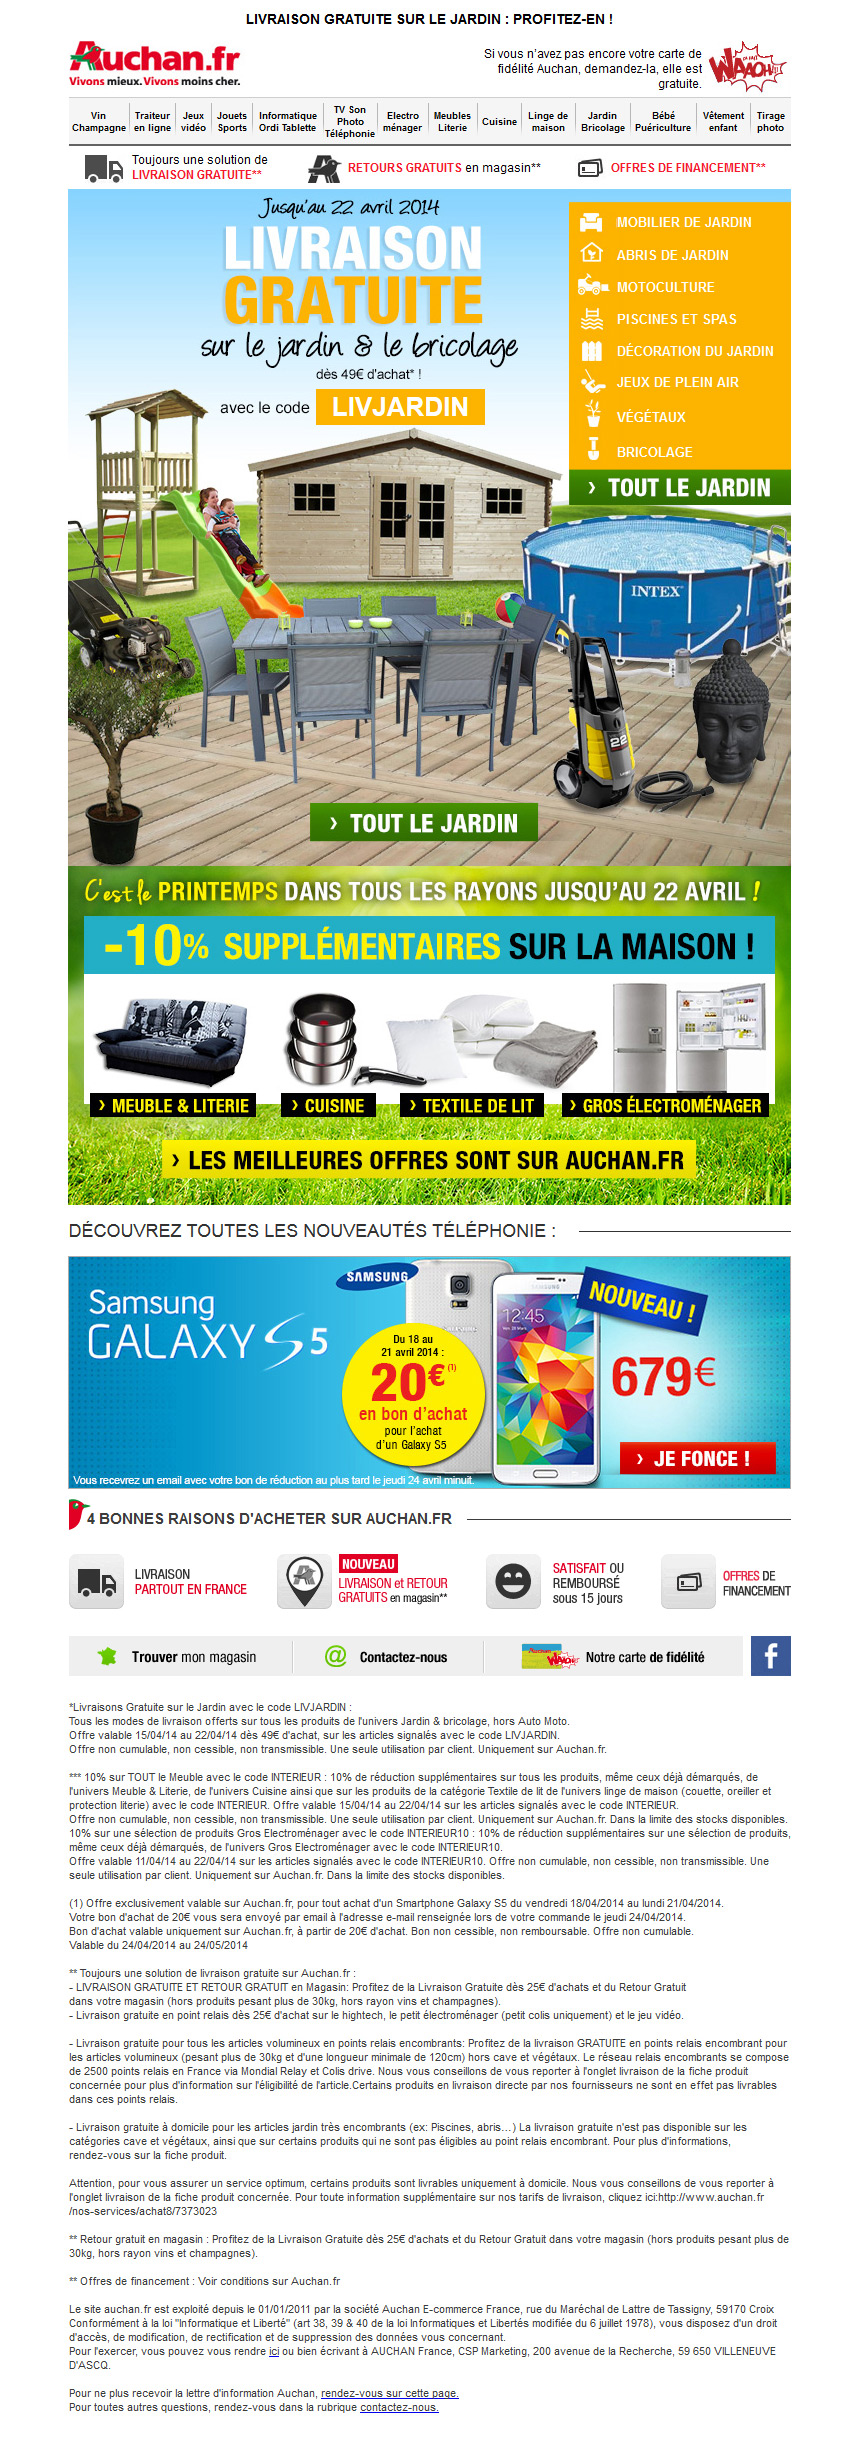 LIVRAISON GRATUITE SUR LE JARDIN : PROFITEZ-EN !
Auchan.fr
Vivons mieux. Vivons moins cher.
Si vous n'avez pas encore votre carte de
fidélité Auchan, demandez-la, elle est
gratuite.
WAAOH!!
Vin
Champagne
Traiteur
en ligne
Jeux
vidéo
Jouets
Sports
Informatique
Ordi Tablette
TV Son
Photo
Téléphonie
Electro
ménager
Meubles
Literie
Cuisine
Linge de
maison
Jardin
Bricolage
Bébé
Puériculture
Vêtement
enfant
Tirage
photo
Toujours une solution de
LIVRAISON GRATUITE**
RETOURS GRATUITS en magasin**
OFFRES DE FINANCEMENT**
Jusqu'au 22 avril 2014
LIVRAISON
GRATUITE
sur le jardin & le bricolage
dès 49€ d'achat* !
avec le code LIVJARDIN
MOBILIER DE JARDIN
ABRIS DE JARDIN
MOTOCULTURE
PISCINES ET SPAS
DÉCORATION DU JARDIN
JEUX DE PLEIN AIR
VÉGÉTAUX
BRICOLAGE
› TOUT LE JARDIN
INTEX
22
› TOUT LE JARDIN
C'est le PRINTEMPS DANS TOUS LES RAYONS JUSQU'AU 22 AVRIL !
-10% SUPPLÉMENTAIRES SUR LA MAISON !
› MEUBLE & LITERIE
› CUISINE
› TEXTILE DE LIT
› GROS ÉLECTROMÉNAGER
› LES MEILLEURES OFFRES SONT SUR AUCHAN.FR
DÉCOUVREZ TOUTES LES NOUVEAUTÉS TÉLÉPHONIE :
SAMSUNG
Samsung
GALAXY S5
12:45
NOUVEAU !
Du 18 au
21 avril 2014 :
20€(1)
en bon d'achat
pour l'achat
d'un Galaxy S5
679€
› JE FONCE !
Vous recevrez un email avec votre bon de réduction au plus tard le jeudi 24 avril minuit.
4 BONNES RAISONS D'ACHETER SUR AUCHAN.FR
LIVRAISON
PARTOUT EN FRANCE
NOUVEAU
LIVRAISON et RETOUR
GRATUITS en magasin**
SATISFAIT OU
REMBOURSÉ
sous 15 jours
OFFRES DE
FINANCEMENT
Trouver mon magasin
@ Contactez-nous
Notre carte de fidélité
f
*Livraisons Gratuite sur le Jardin avec le code LIVJARDIN :
Tous les modes de livraison offerts sur tous les produits de l'univers Jardin & bricolage, hors Auto Moto.
Offre valable 15/04/14 au 22/04/14 dès 49€ d'achat, sur les articles signalés avec le code LIVJARDIN.
Offre non cumulable, non cessible, non transmissible. Une seule utilisation par client. Uniquement sur Auchan.fr.
*** 10% sur TOUT le Meuble avec le code INTERIEUR : 10% de réduction supplémentaires sur tous les produits, même ceux déjà démarqués, de
l'univers Meuble & Literie, de l'univers Cuisine ainsi que sur les produits de la catégorie Textile de lit de l'univers linge de maison (couette, oreiller et
protection literie) avec le code INTERIEUR. Offre valable 15/04/14 au 22/04/14 sur les articles signalés avec le code INTERIEUR.
Offre non cumulable, non cessible, non transmissible. Une seule utilisation par client. Uniquement sur Auchan.fr. Dans la limite des stocks disponibles.
10% sur une sélection de produits Gros Electroménager avec le code INTERIEUR10 : 10% de réduction supplémentaires sur une sélection de produits,
même ceux déjà démarqués, de l'univers Gros Electroménager avec le code INTERIEUR10.
Offre valable 11/04/14 au 22/04/14 sur les articles signalés avec le code INTERIEUR10. Offre non cumulable, non cessible, non transmissible. Une
seule utilisation par client. Uniquement sur Auchan.fr. Dans la limite des stocks disponibles.
(1) Offre exclusivement valable sur Auchan.fr, pour tout achat d'un Smartphone Galaxy S5 du vendredi 18/04/2014 au lundi 21/04/2014.
Votre bon d'achat de 20€ vous sera envoyé par email à l'adresse e-mail renseignée lors de votre commande le jeudi 24/04/2014.
Bon d'achat valable uniquement sur Auchan.fr, à partir de 20€ d'achat. Bon non cessible, non remboursable. Offre non cumulable.
Valable du 24/04/2014 au 24/05/2014
** Toujours une solution de livraison gratuite sur Auchan.fr :
- LIVRAISON GRATUITE ET RETOUR GRATUIT en Magasin: Profitez de la Livraison Gratuite dès 25€ d'achats et du Retour Gratuit
dans votre magasin (hors produits pesant plus de 30kg, hors rayon vins et champagnes).
- Livraison gratuite en point relais dès 25€ d'achat sur le hightech, le petit électroménager (petit colis uniquement) et le jeu vidéo.
- Livraison gratuite pour tous les articles volumineux en points relais encombrants: Profitez de la livraison GRATUITE en points relais encombrant pour
les articles volumineux (pesant plus de 30kg et d'une longueur minimale de 120cm) hors cave et végétaux. Le réseau relais encombrants se compose
de 2500 points relais en France via Mondial Relay et Colis drive. Nous vous conseillons de vous reporter à l'onglet livraison de la fiche produit
concernée pour plus d'information sur l'éligibilité de l'article.Certains produits en livraison directe par nos fournisseurs ne sont en effet pas livrables
dans ces points relais.
- Livraison gratuite à domicile pour les articles jardin très encombrants (ex: Piscines, abris...) La livraison gratuite n'est pas disponible sur les
catégories cave et végétaux, ainsi que sur certains produits qui ne sont pas éligibles au point relais encombrant. Pour plus d'informations,
rendez-vous sur la fiche produit.
Attention, pour vous assurer un service optimum, certains produits sont livrables uniquement à domicile. Nous vous conseillons de vous reporter à
l'onglet livraison de la fiche produit concernée. Pour toute information supplémentaire sur nos tarifs de livraison, cliquez ici:http://www.auchan.fr
/nos-services/achat8/7373023
** Retour gratuit en magasin : Profitez de la Livraison Gratuite dès 25€ d'achats et du Retour Gratuit dans votre magasin (hors produits pesant plus de
30kg, hors rayon vins et champagnes).
** Offres de financement : Voir conditions sur Auchan.fr
Le site auchan.fr est exploité depuis le 01/01/2011 par la société Auchan E-commerce France, rue du Maréchal de Lattre de Tassigny, 59170 Croix
Conformément à la loi "Informatique et Liberté" (art 38, 39 & 40 de la loi Informatiques et Libertés modifiée du 6 juillet 1978), vous disposez d'un droit
d'accès, de modification, de rectification et de suppression des données vous concernant.
Pour l'exercer, vous pouvez vous rendre ici ou bien écrivant à AUCHAN France, CSP Marketing, 200 avenue de la Recherche, 59 650 VILLENEUVE
D'ASCQ.
Pour ne plus recevoir la lettre d'information Auchan, rendez-vous sur cette page.
Pour toutes autres questions, rendez-vous dans la rubrique contactez-nous.